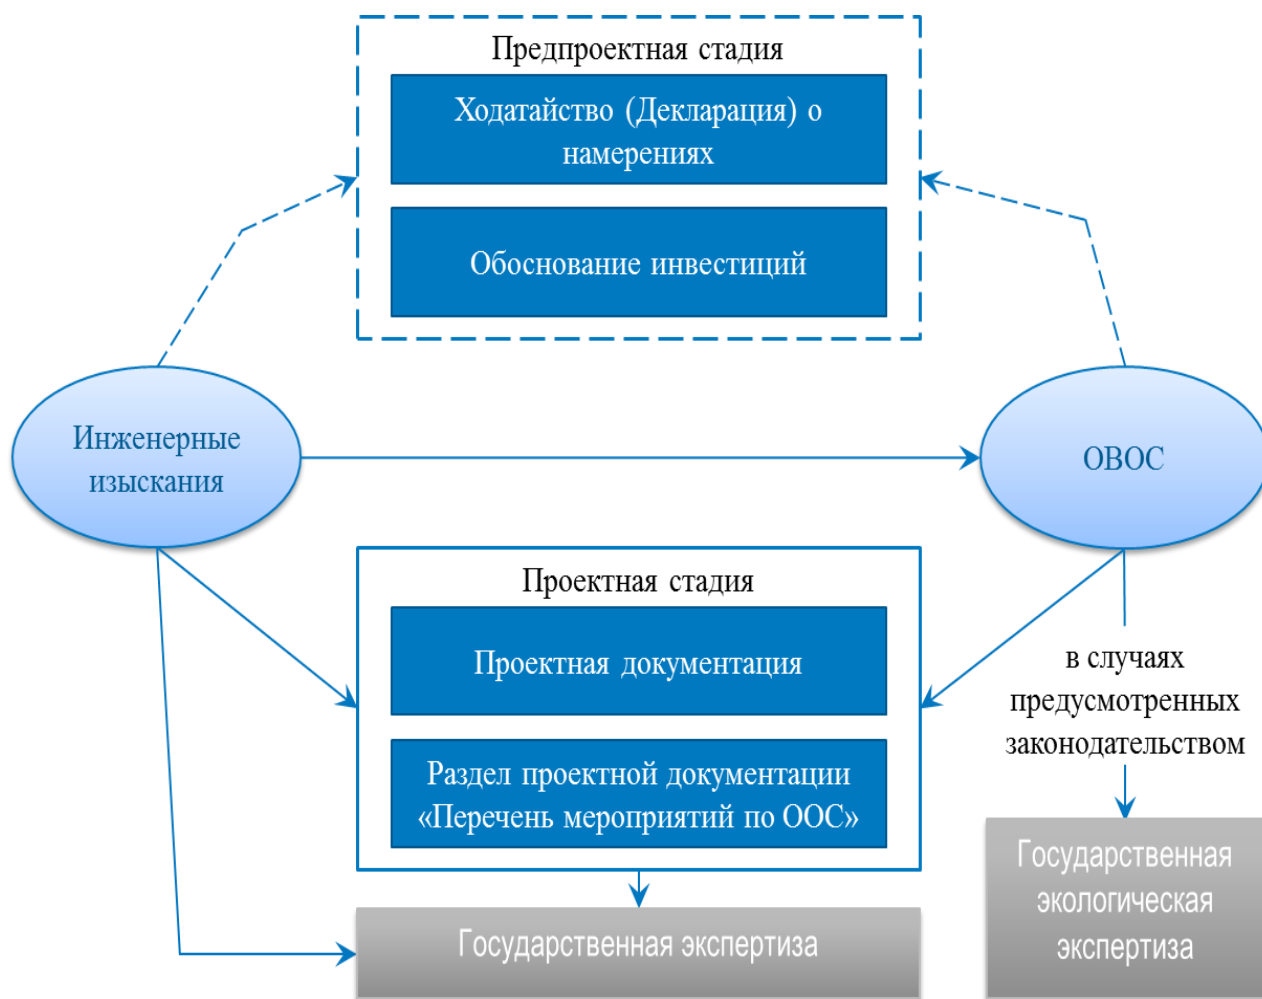 Предпроектная стадия
Ходатайство (Декларация) о
намерениях
Обоснование инвестиций
Инженерные
изыскания
ОВОС
Проектная стадия
Проектная документация
Раздел проектной документации
«Перечень мероприятий по ООС»
в случаях
предусмотренных
законодательством
Государственная экспертиза
Государственная
экологическая
экспертиза